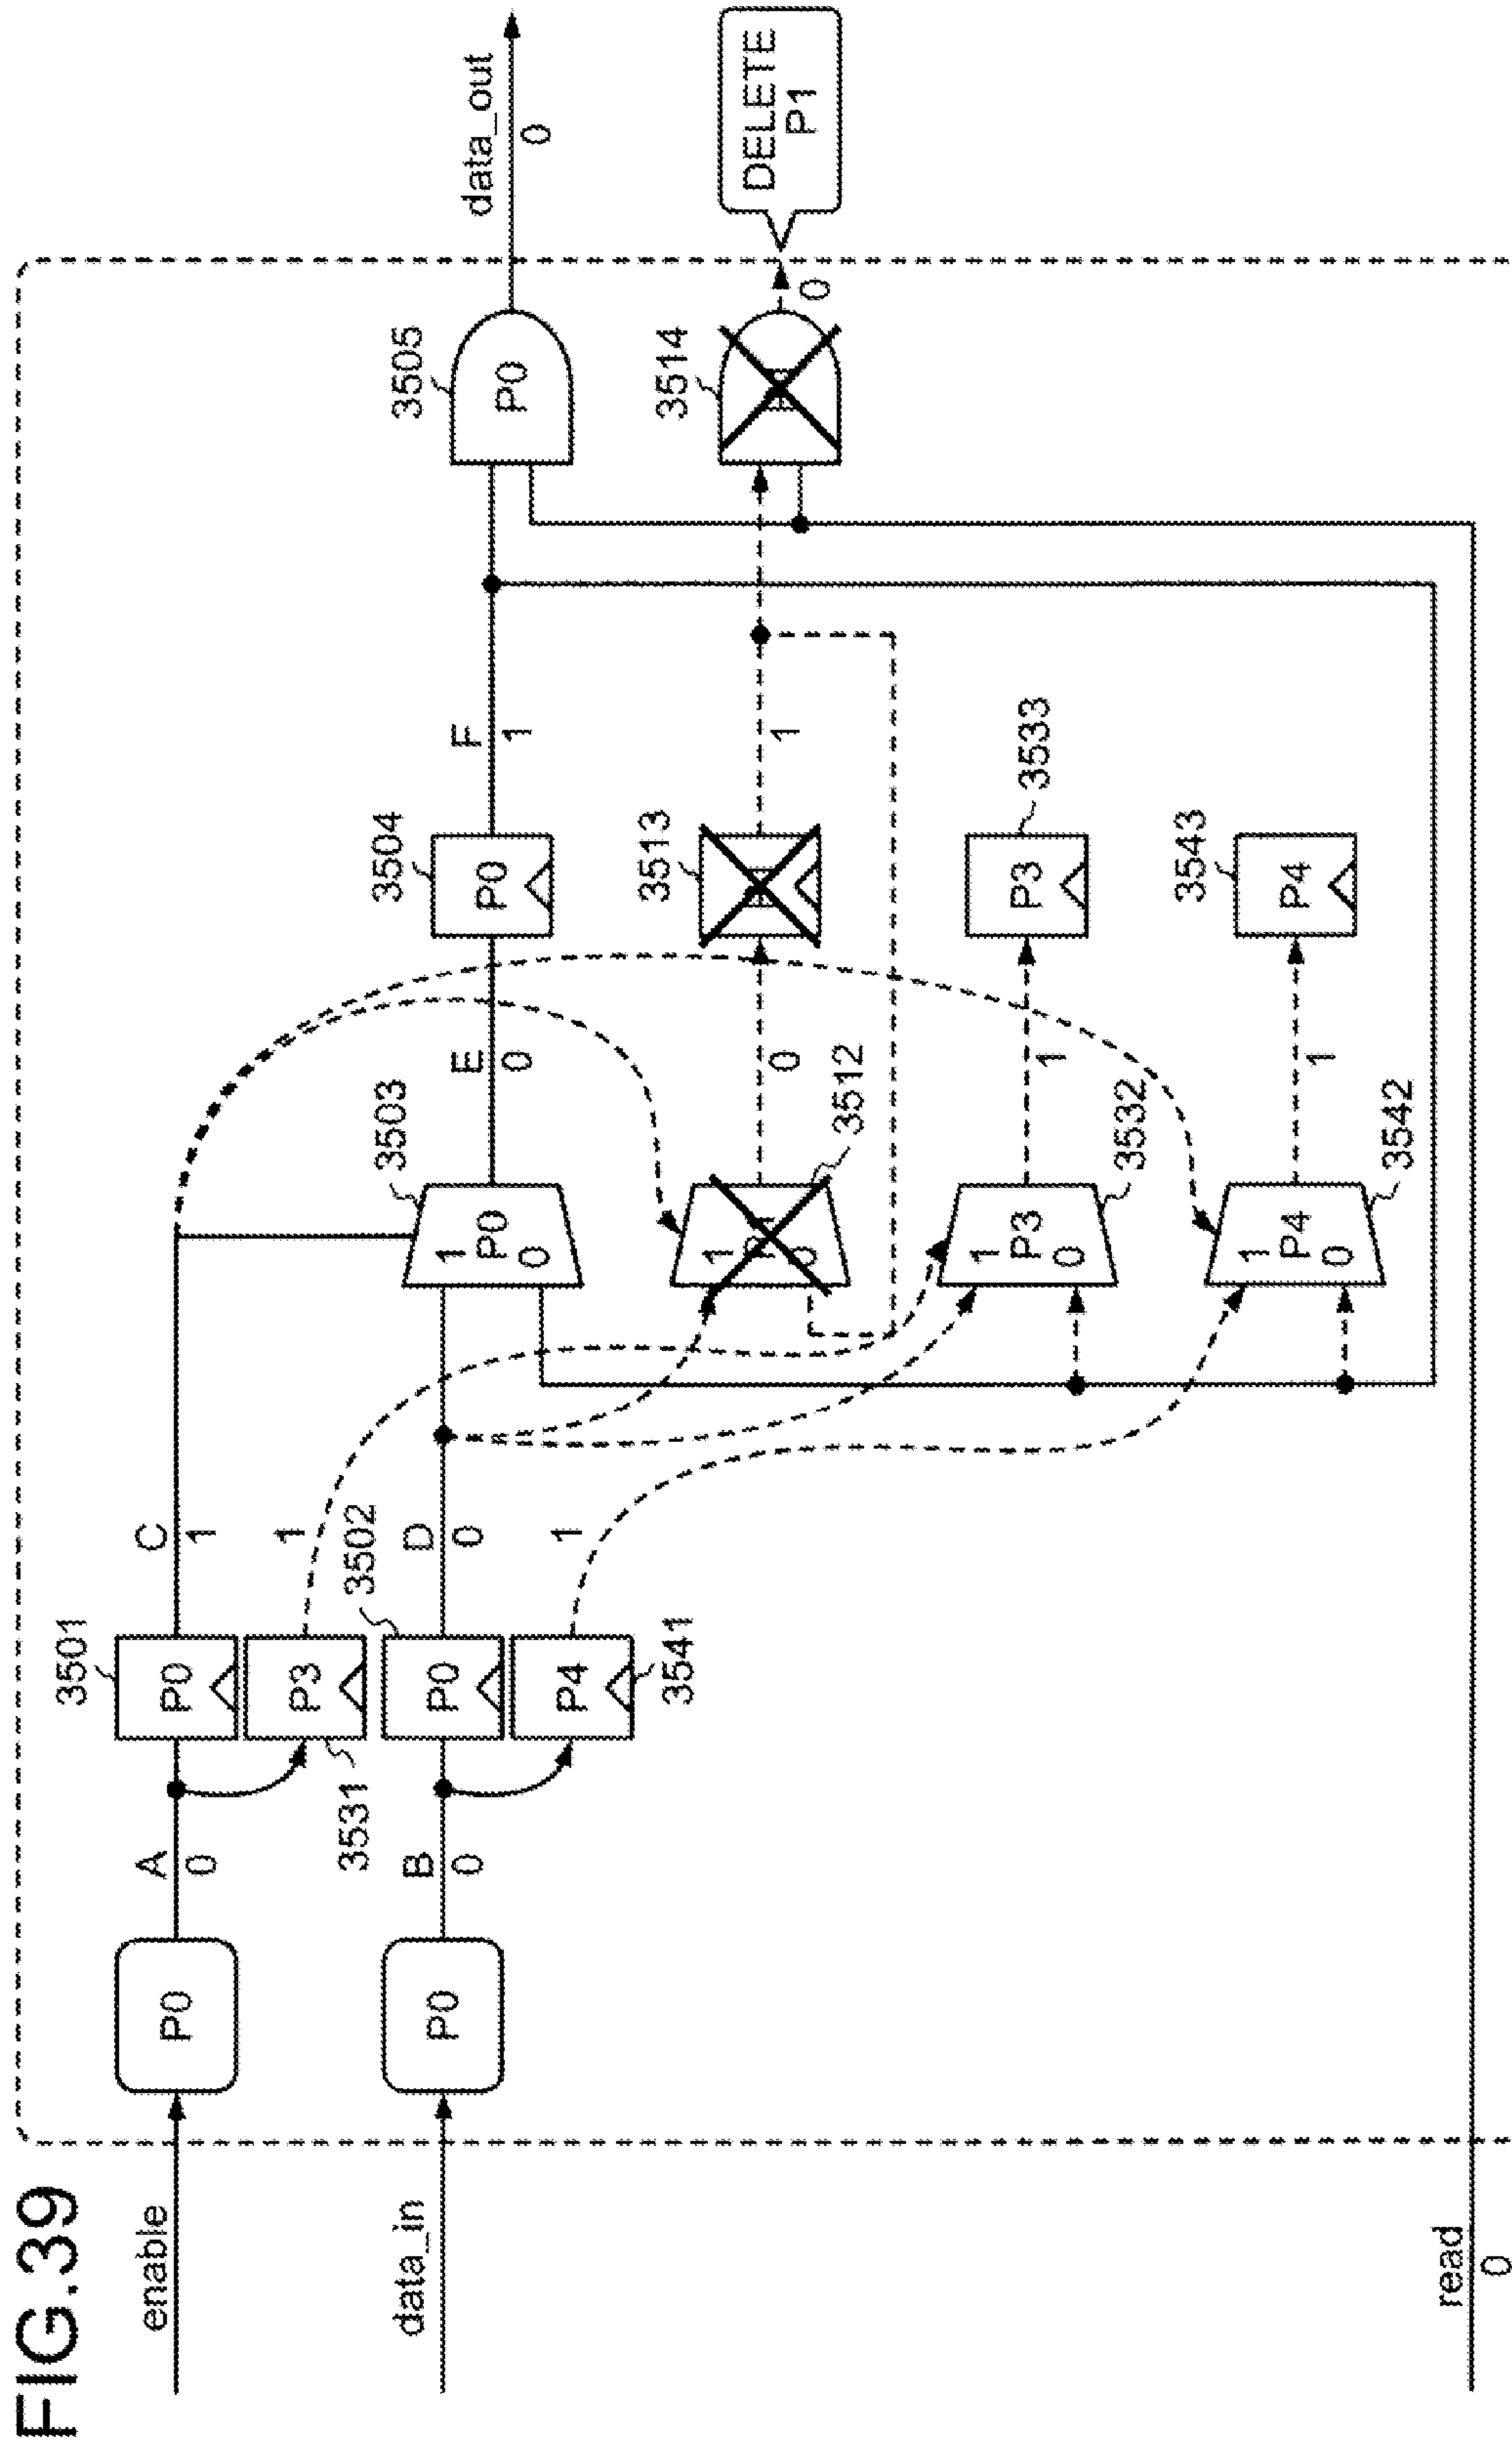 FIG.39
enable
A
0
P0
3501
P0
C
1
3531
P3
1
data_in
B
0
P0
3502
P0
D
0
3541
P4
1
3503
1
P0
0
E
0
3504
P0
F
1
3505
P0
data_out
0
3512
1
0
3513
1
3514
0
DELETE
P1
3532
1
P3
0
1
3533
P3
3542
1
P4
0
1
3543
P4
read
0